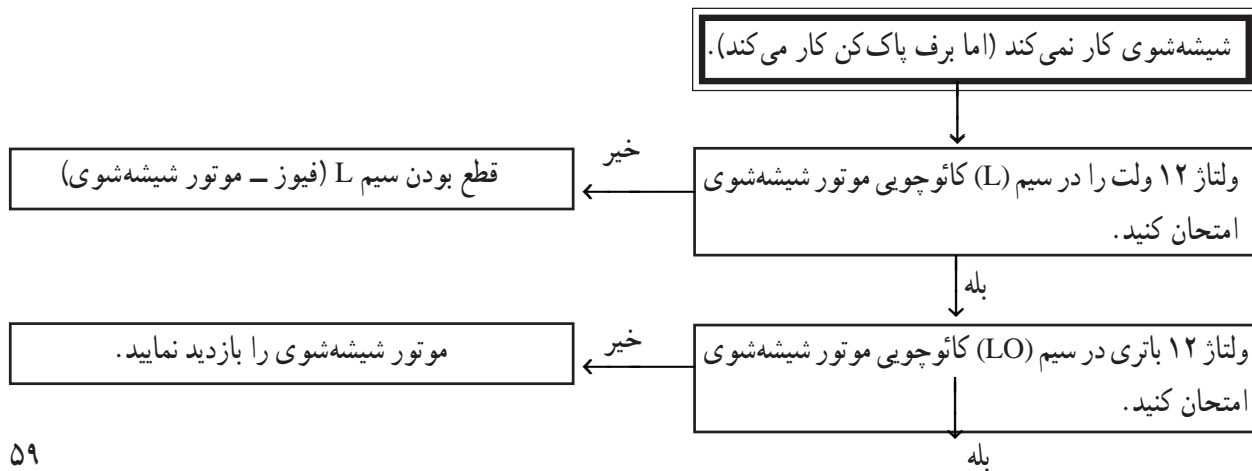 شیشه‌شوی کار نمی‌کند (اما برف پاک‌کن کار می‌کند).
ولتاژ ۱۲ ولت را در سیم (L) کائوچویی موتور شیشه‌شوی
امتحان کنید.
خیر
قطع بودن سیم L (فیوز ــ موتور شیشه‌شوی)
بله
ولتاژ ۱۲ باتری در سیم (LO) کائوچویی موتور شیشه‌شوی
امتحان کنید.
خیر
موتور شیشه‌شوی را بازدید نمایید.
بله
۵۹